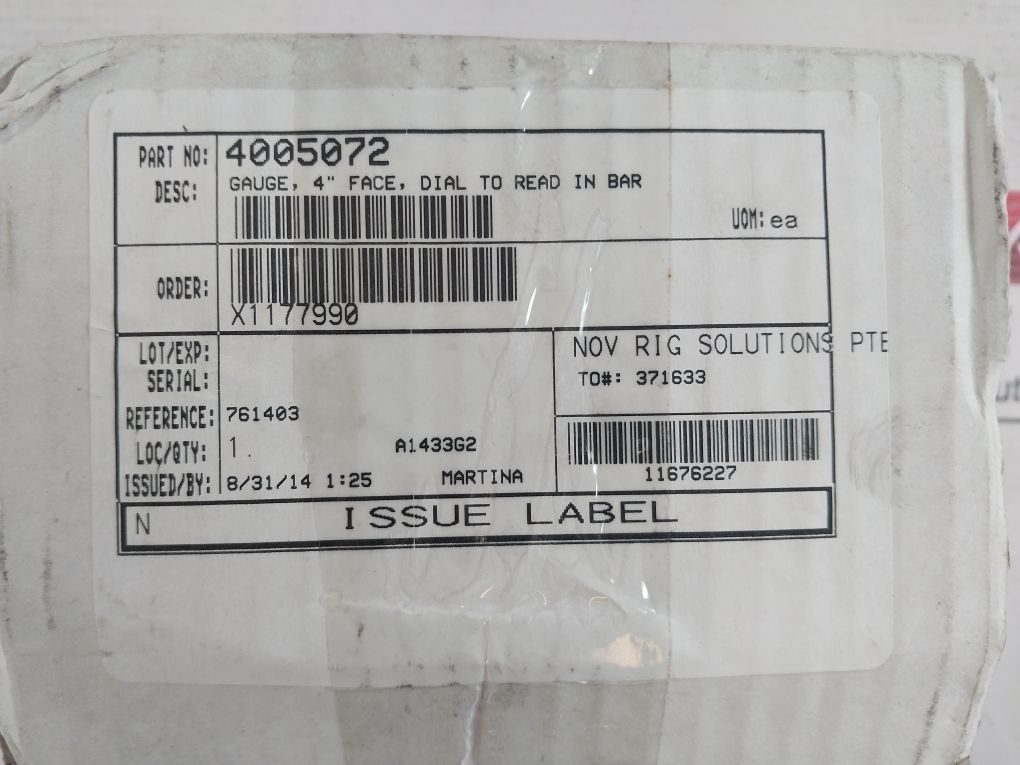 PART NO: 4005072
DESC: GAUGE, 4" FACE, DIAL TO READ IN BAR
UOM: ea
ORDER:
X1177990
LOT/EXP:
SERIAL:
NOV RIG SOLUTIONS PTE
TO#: 371633
REFERENCE: 761403
LOC/QTY: 1. A1433G2
ISSUED/BY: 8/31/14 1:25 MARTINA
11676227
N ISSUE LABEL